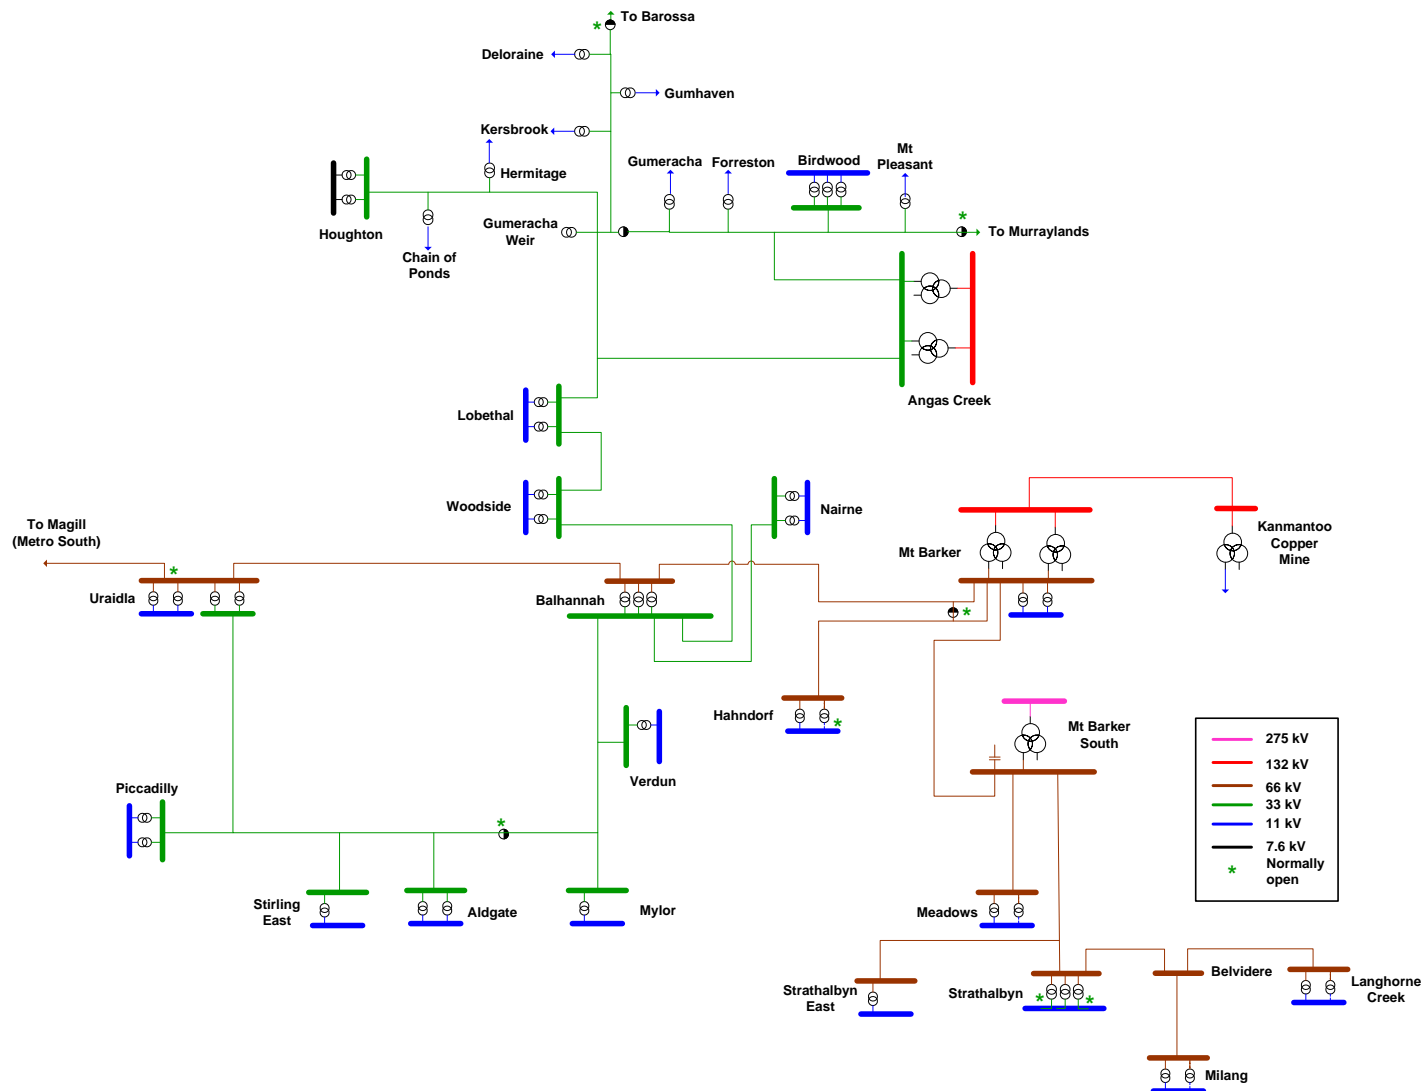 To Barossa
*
Deloraine
Gumhaven
Kersbrook
Hermitage
Houghton
Chain of
Ponds
Gumeracha
Weir
Gumeracha
Forreston
Birdwood
Mt
Pleasant
*
To Murraylands
Angas Creek
Lobethal
Woodside
Nairne
To Magill
(Metro South)
*
Uraidla
Balhannah
Mt Barker
Kanmantoo
Copper
Mine
*
Hahndorf
*
Mt Barker
South
Verdun
Piccadilly
*
Stirling
East
Aldgate
Mylor
Meadows
Strathalbyn
East
Strathalbyn
*
*
Belvidere
Langhorne
Creek
Milang
275 kV
132 kV
66 kV
33 kV
11 kV
7.6 kV
* Normally
open